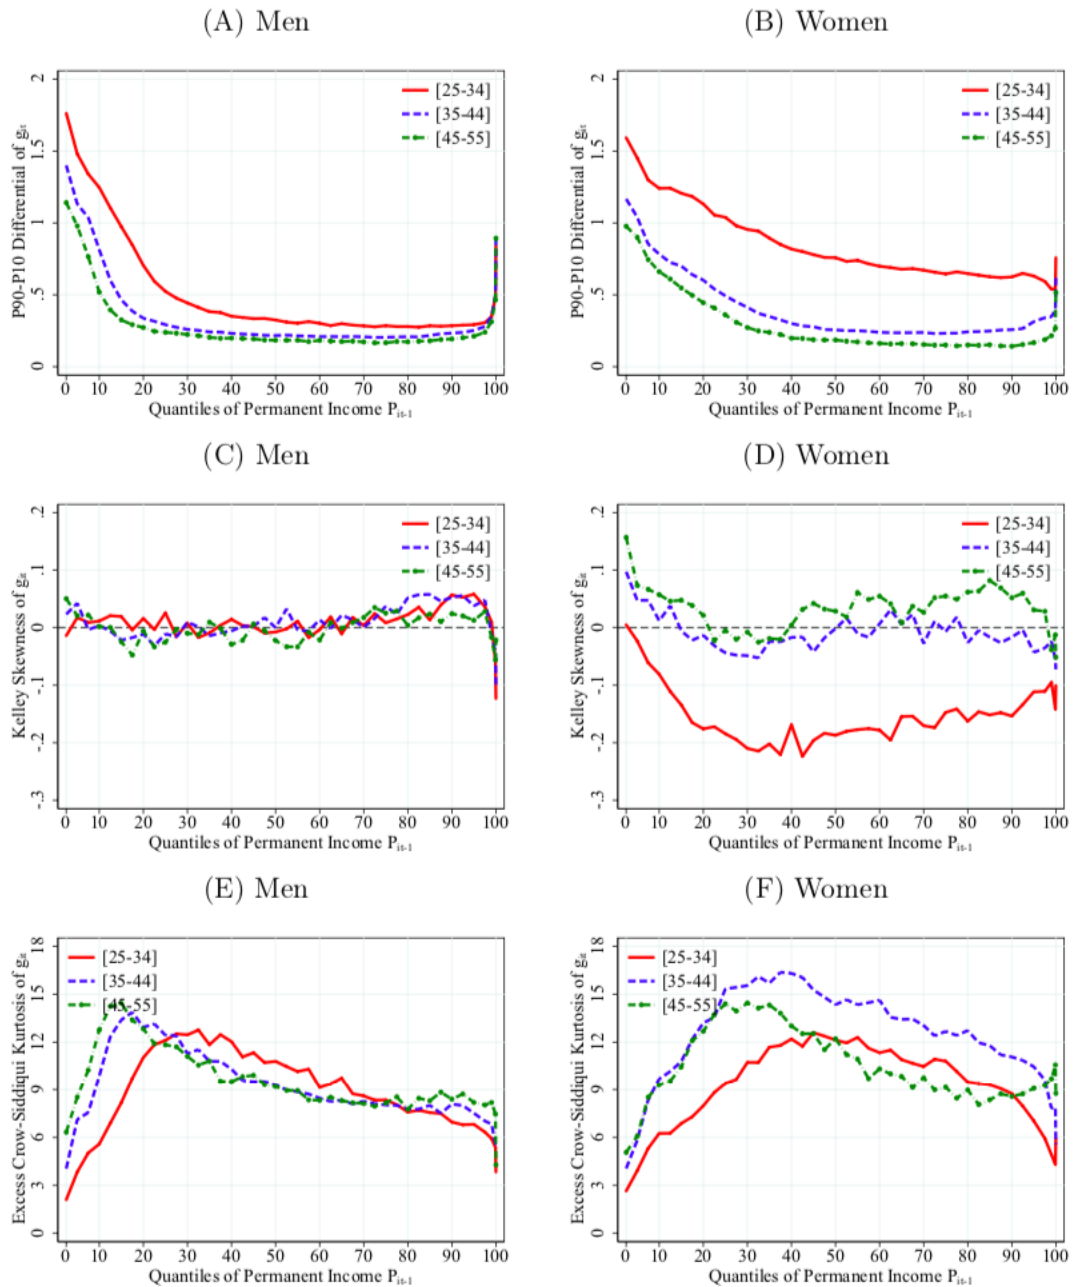 (A) Men
(B) Women
P90-P10 Differential of gᵢₜ
0 .5 1 1.5 2
[25-34]
[35-44]
[45-55]
0 10 20 30 40 50 60 70 80 90 100
Quantiles of Permanent Income Pᵢₜ₋₁
P90-P10 Differential of gᵢₜ
0 .5 1 1.5 2
[25-34]
[35-44]
[45-55]
0 10 20 30 40 50 60 70 80 90 100
Quantiles of Permanent Income Pᵢₜ₋₁
(C) Men
(D) Women
Kelley Skewness of gᵢₜ
-.3 -.2 -.1 0 .1 .2
[25-34]
[35-44]
[45-55]
0 10 20 30 40 50 60 70 80 90 100
Quantiles of Permanent Income Pᵢₜ₋₁
Kelley Skewness of gᵢₜ
-.3 -.2 -.1 0 .1 .2
[25-34]
[35-44]
[45-55]
0 10 20 30 40 50 60 70 80 90 100
Quantiles of Permanent Income Pᵢₜ₋₁
(E) Men
(F) Women
Excess Crow-Siddiqui Kurtosis of gᵢₜ
0 3 6 9 12 15 18
[25-34]
[35-44]
[45-55]
0 10 20 30 40 50 60 70 80 90 100
Quantiles of Permanent Income Pᵢₜ₋₁
Excess Crow-Siddiqui Kurtosis of gᵢₜ
0 3 6 9 12 15 18
[25-34]
[35-44]
[45-55]
0 10 20 30 40 50 60 70 80 90 100
Quantiles of Permanent Income Pᵢₜ₋₁